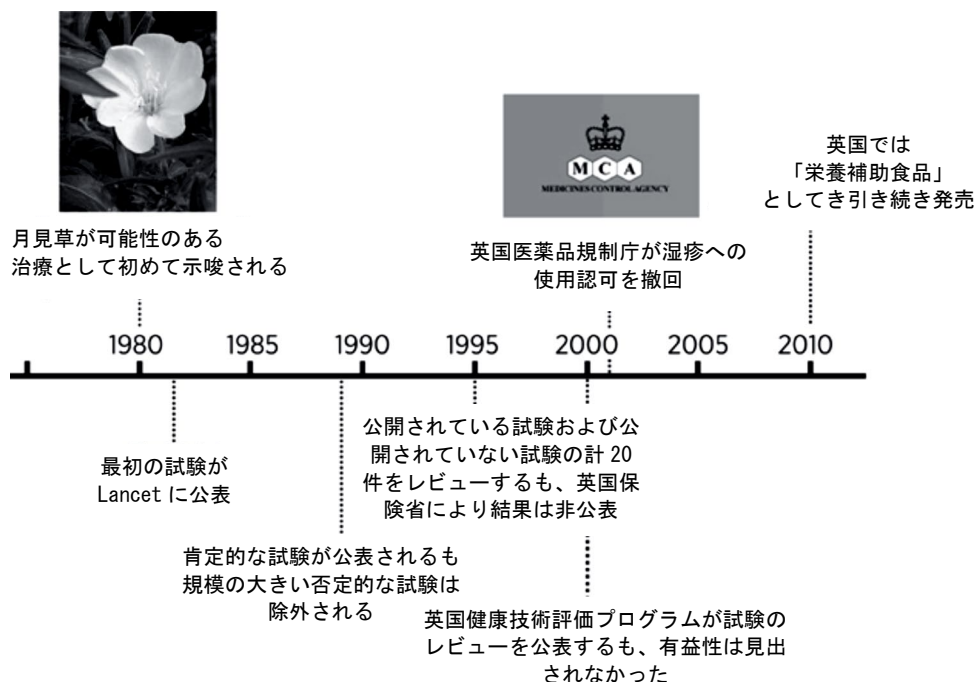 月見草が可能性のある
治療として初めて示唆される
M C A
MEDICINES CONTROL AGENCY
英国医薬品規制庁が湿疹への
使用認可を撤回
英国では
「栄養補助食品」
としてき引き続き発売
1980 1985 1990 1995 2000 2005 2010
最初の試験が
Lancet に公表
肯定的な試験が公表されるも
規模の大きい否定的な試験は
除外される
公開されている試験および公
開されていない試験の計 20
件をレビューするも、英国保
険省により結果は非公表
英国健康技術評価プログラムが試験の
レビューを公表するも、有益性は見出
されなかった